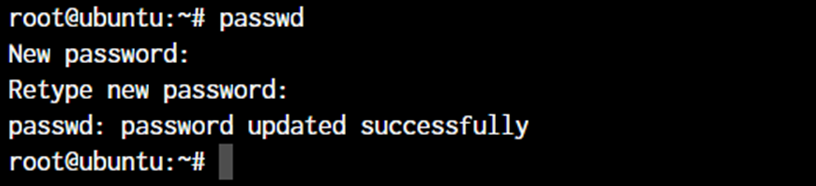 root@ubuntu:~# passwd
New password:
Retype new password:
passwd: password updated successfully
root@ubuntu:~#